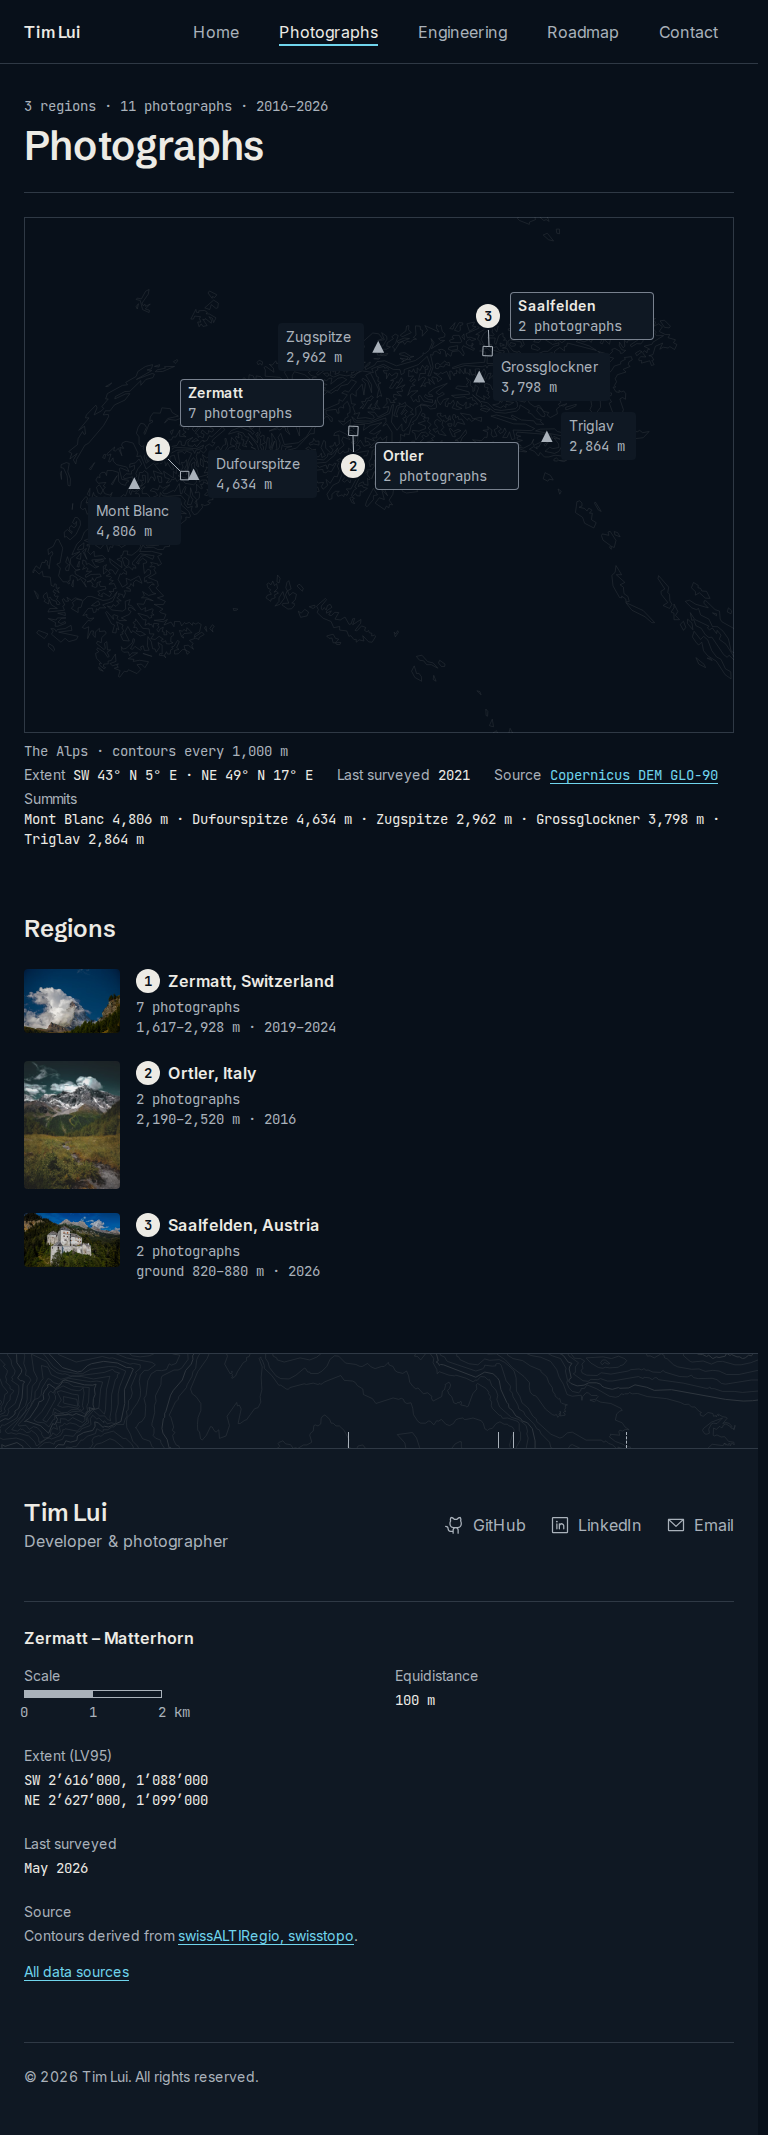 Tim Lui
Home
Photographs
Engineering
Roadmap
Contact
3 regions · 11 photographs · 2016–2026
Photographs
3
Saalfelden
2 photographs
Zugspitze
2,962 m
Grossglockner
3,798 m
Zermatt
7 photographs
Triglav
2,864 m
1
2
Ortler
2 photographs
Dufourspitze
4,634 m
Mont Blanc
4,806 m
The Alps · contours every 1,000 m
Extent SW 43° N 5° E · NE 49° N 17° E Last surveyed 2021 Source Copernicus DEM GLO-90
Summits
Mont Blanc 4,806 m · Dufourspitze 4,634 m · Zugspitze 2,962 m · Grossglockner 3,798 m ·
Triglav 2,864 m
Regions
1 Zermatt, Switzerland
7 photographs
1,617–2,928 m · 2019–2024
2 Ortler, Italy
2 photographs
2,190–2,520 m · 2016
3 Saalfelden, Austria
2 photographs
ground 820–880 m · 2026
Tim Lui
Developer & photographer
GitHub
LinkedIn
Email
Zermatt – Matterhorn
Scale
0 1 2 km
Equidistance
100 m
Extent (LV95)
SW 2’616’000, 1’088’000
NE 2’627’000, 1’099’000
Last surveyed
May 2026
Source
Contours derived from swissALTIRegio, swisstopo.
All data sources
© 2026 Tim Lui. All rights reserved.